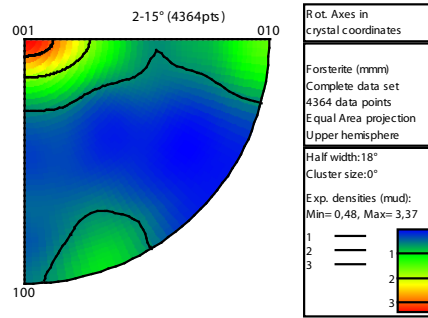 2-15° (4364pts)
001
010
100
Rot. Axes in
crystal coordinates
Forsterite (mmm)
Complete data set
4364 data points
Equal Area projection
Upper hemisphere
Half width:18°
Cluster size:0°
Exp. densities (mud):
Min= 0,48, Max= 3,37
1
2
3
1
2
3